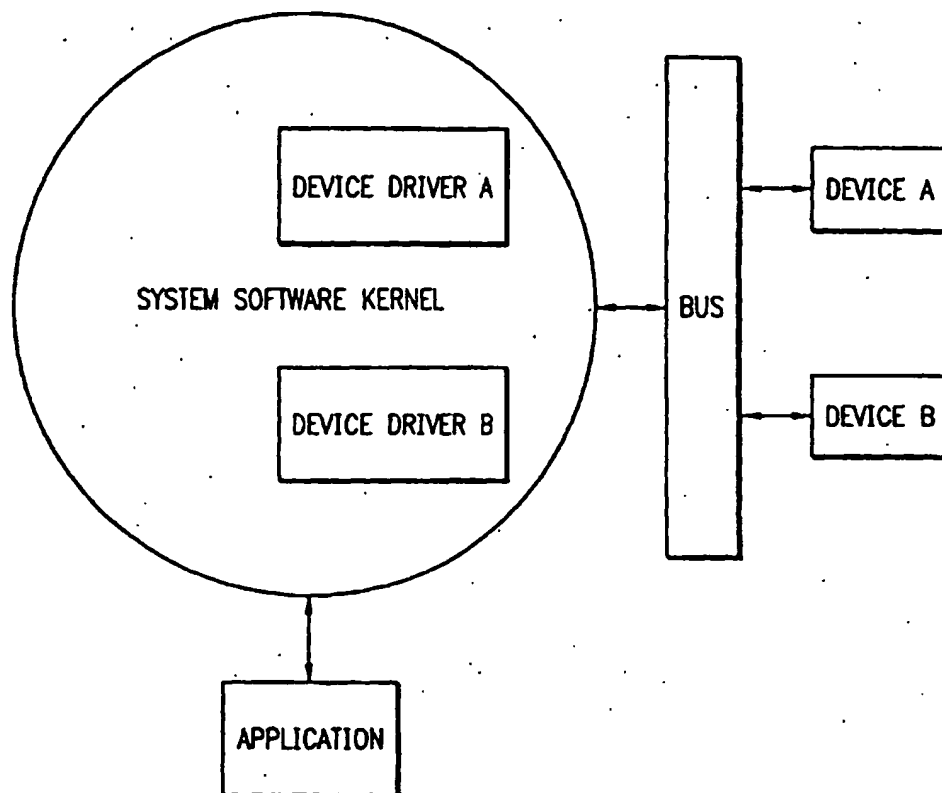 DEVICE DRIVER A
DEVICE A
SYSTEM SOFTWARE KERNEL
BUS
DEVICE DRIVER B
DEVICE B
APPLICATION